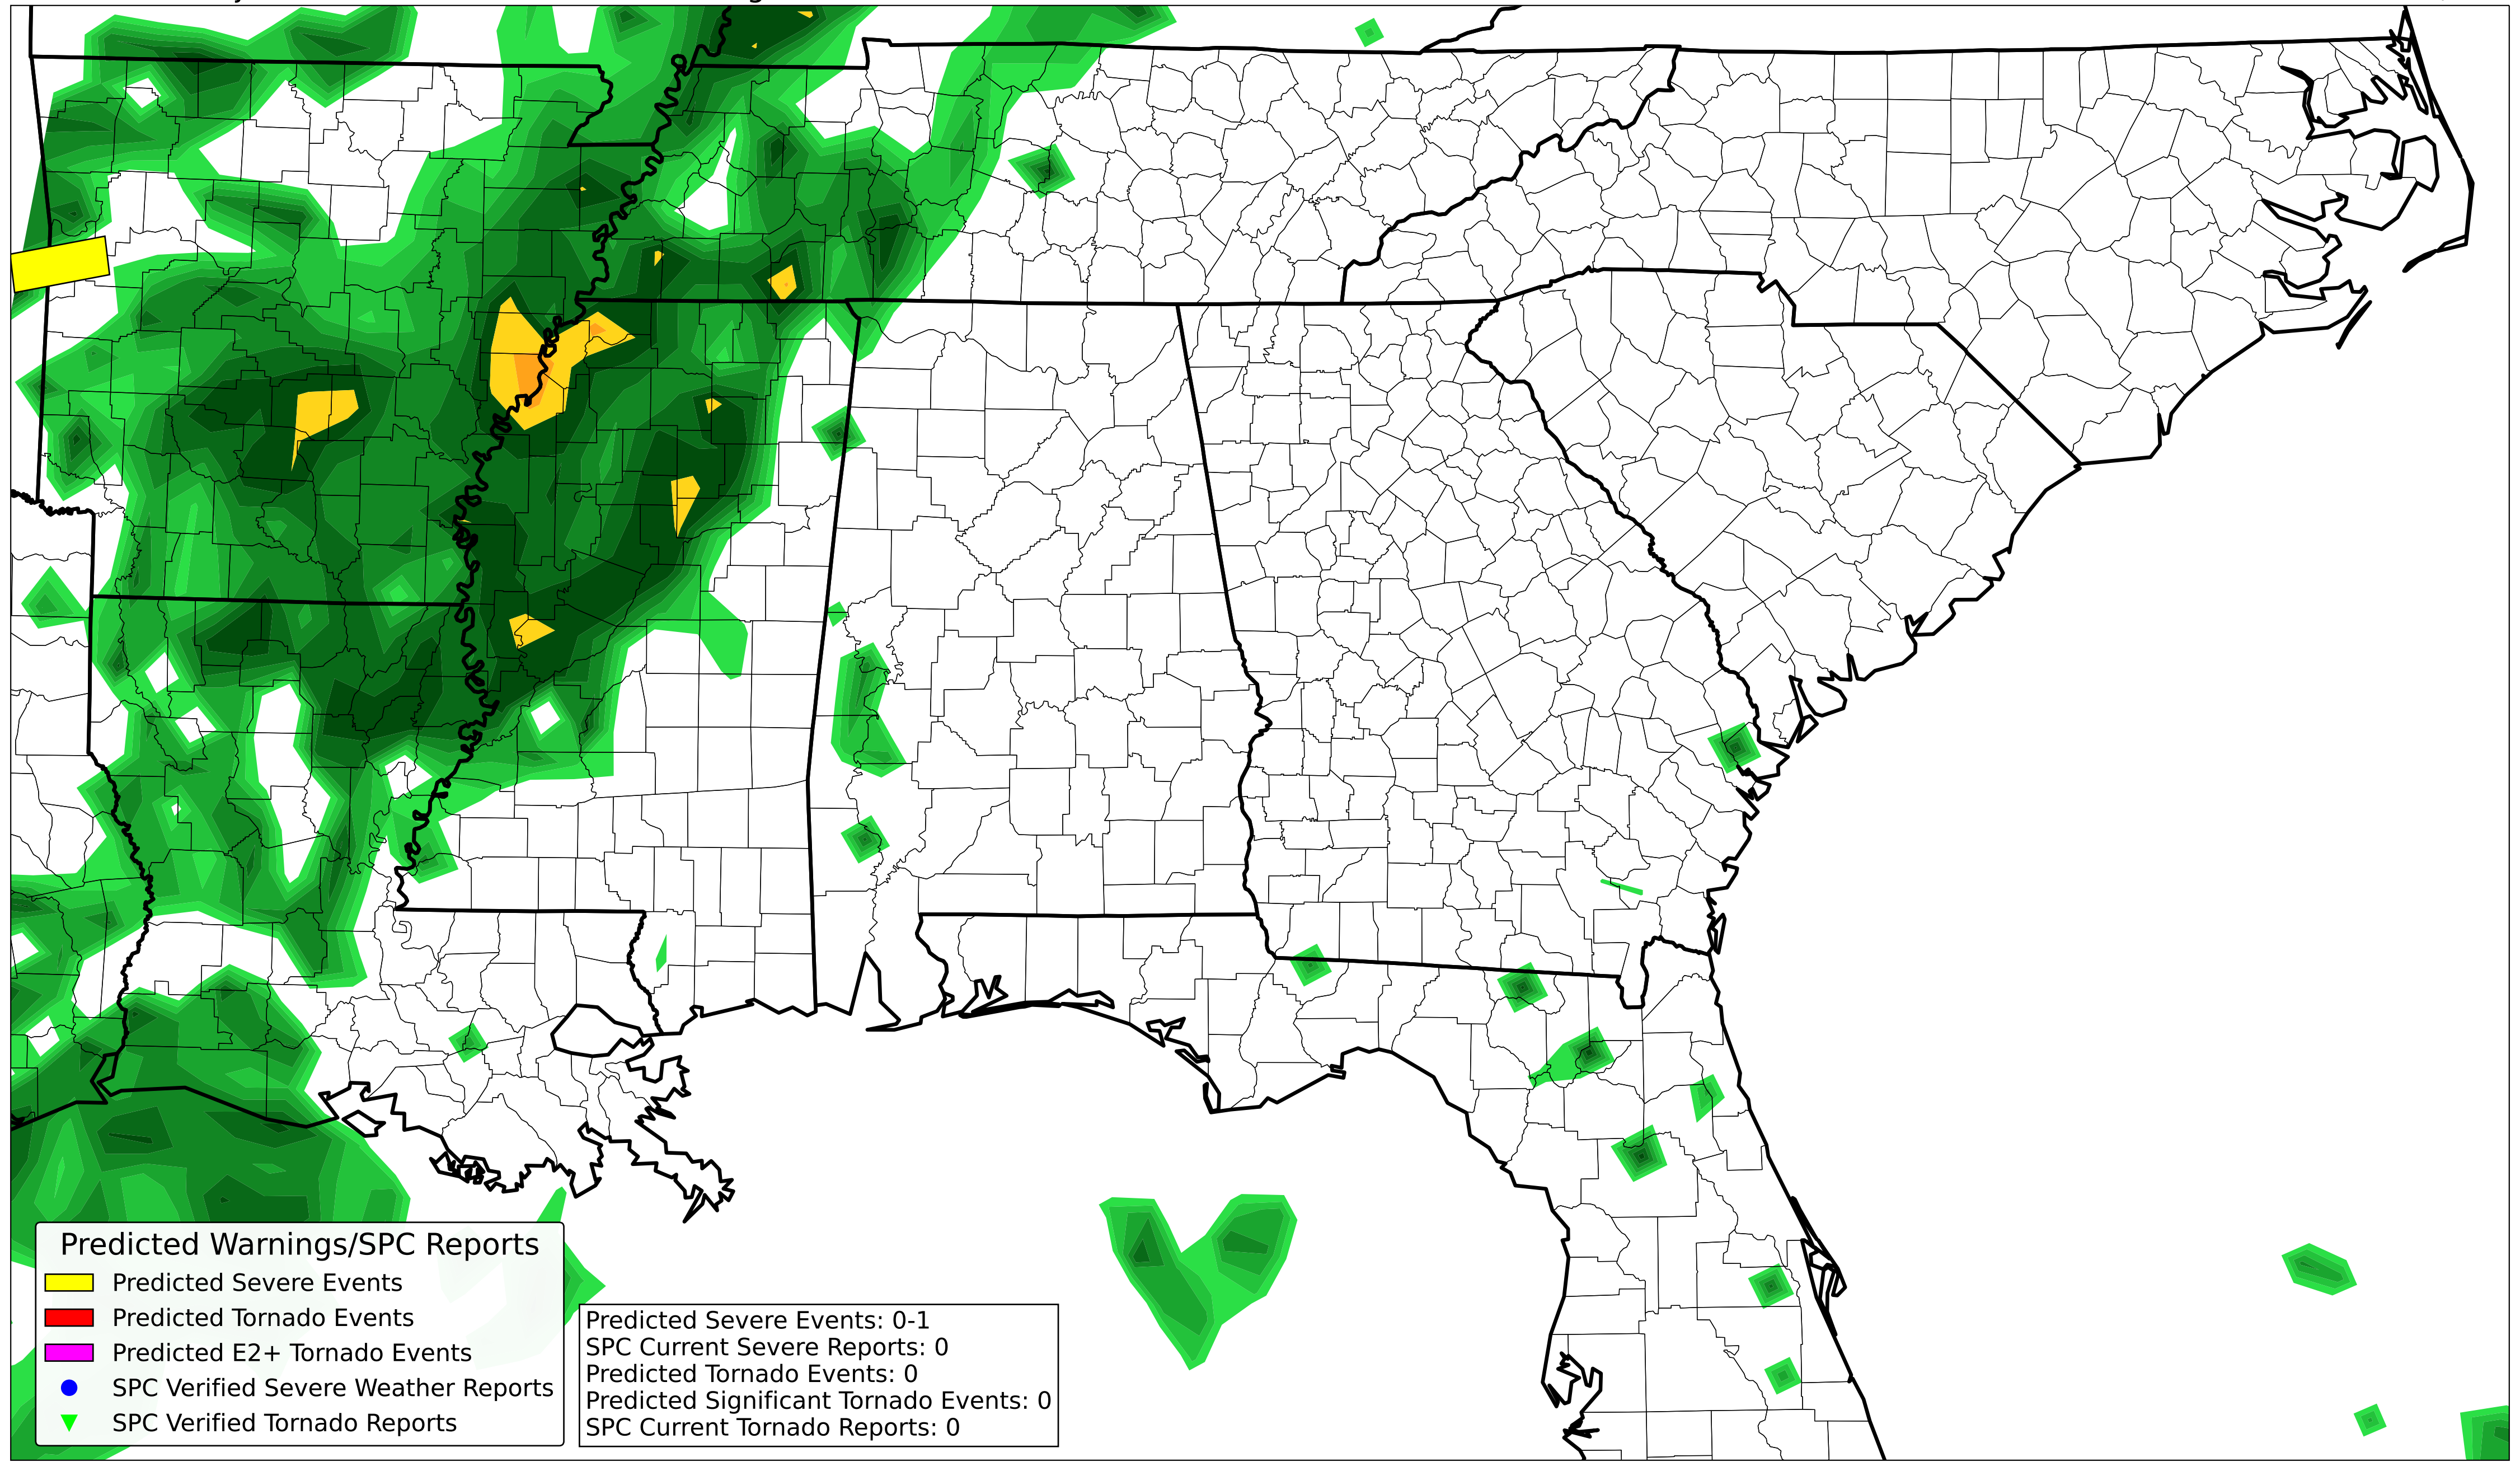 Predicted Warnings/SPC Reports
Predicted Severe Events
Predicted Tornado Events
Predicted E2+ Tornado Events
SPC Verified Severe Weather Reports
SPC Verified Tornado Reports
Predicted Severe Events: 0-1
SPC Current Severe Reports: 0
Predicted Tornado Events: 0
Predicted Significant Tornado Events: 0
SPC Current Tornado Reports: 0